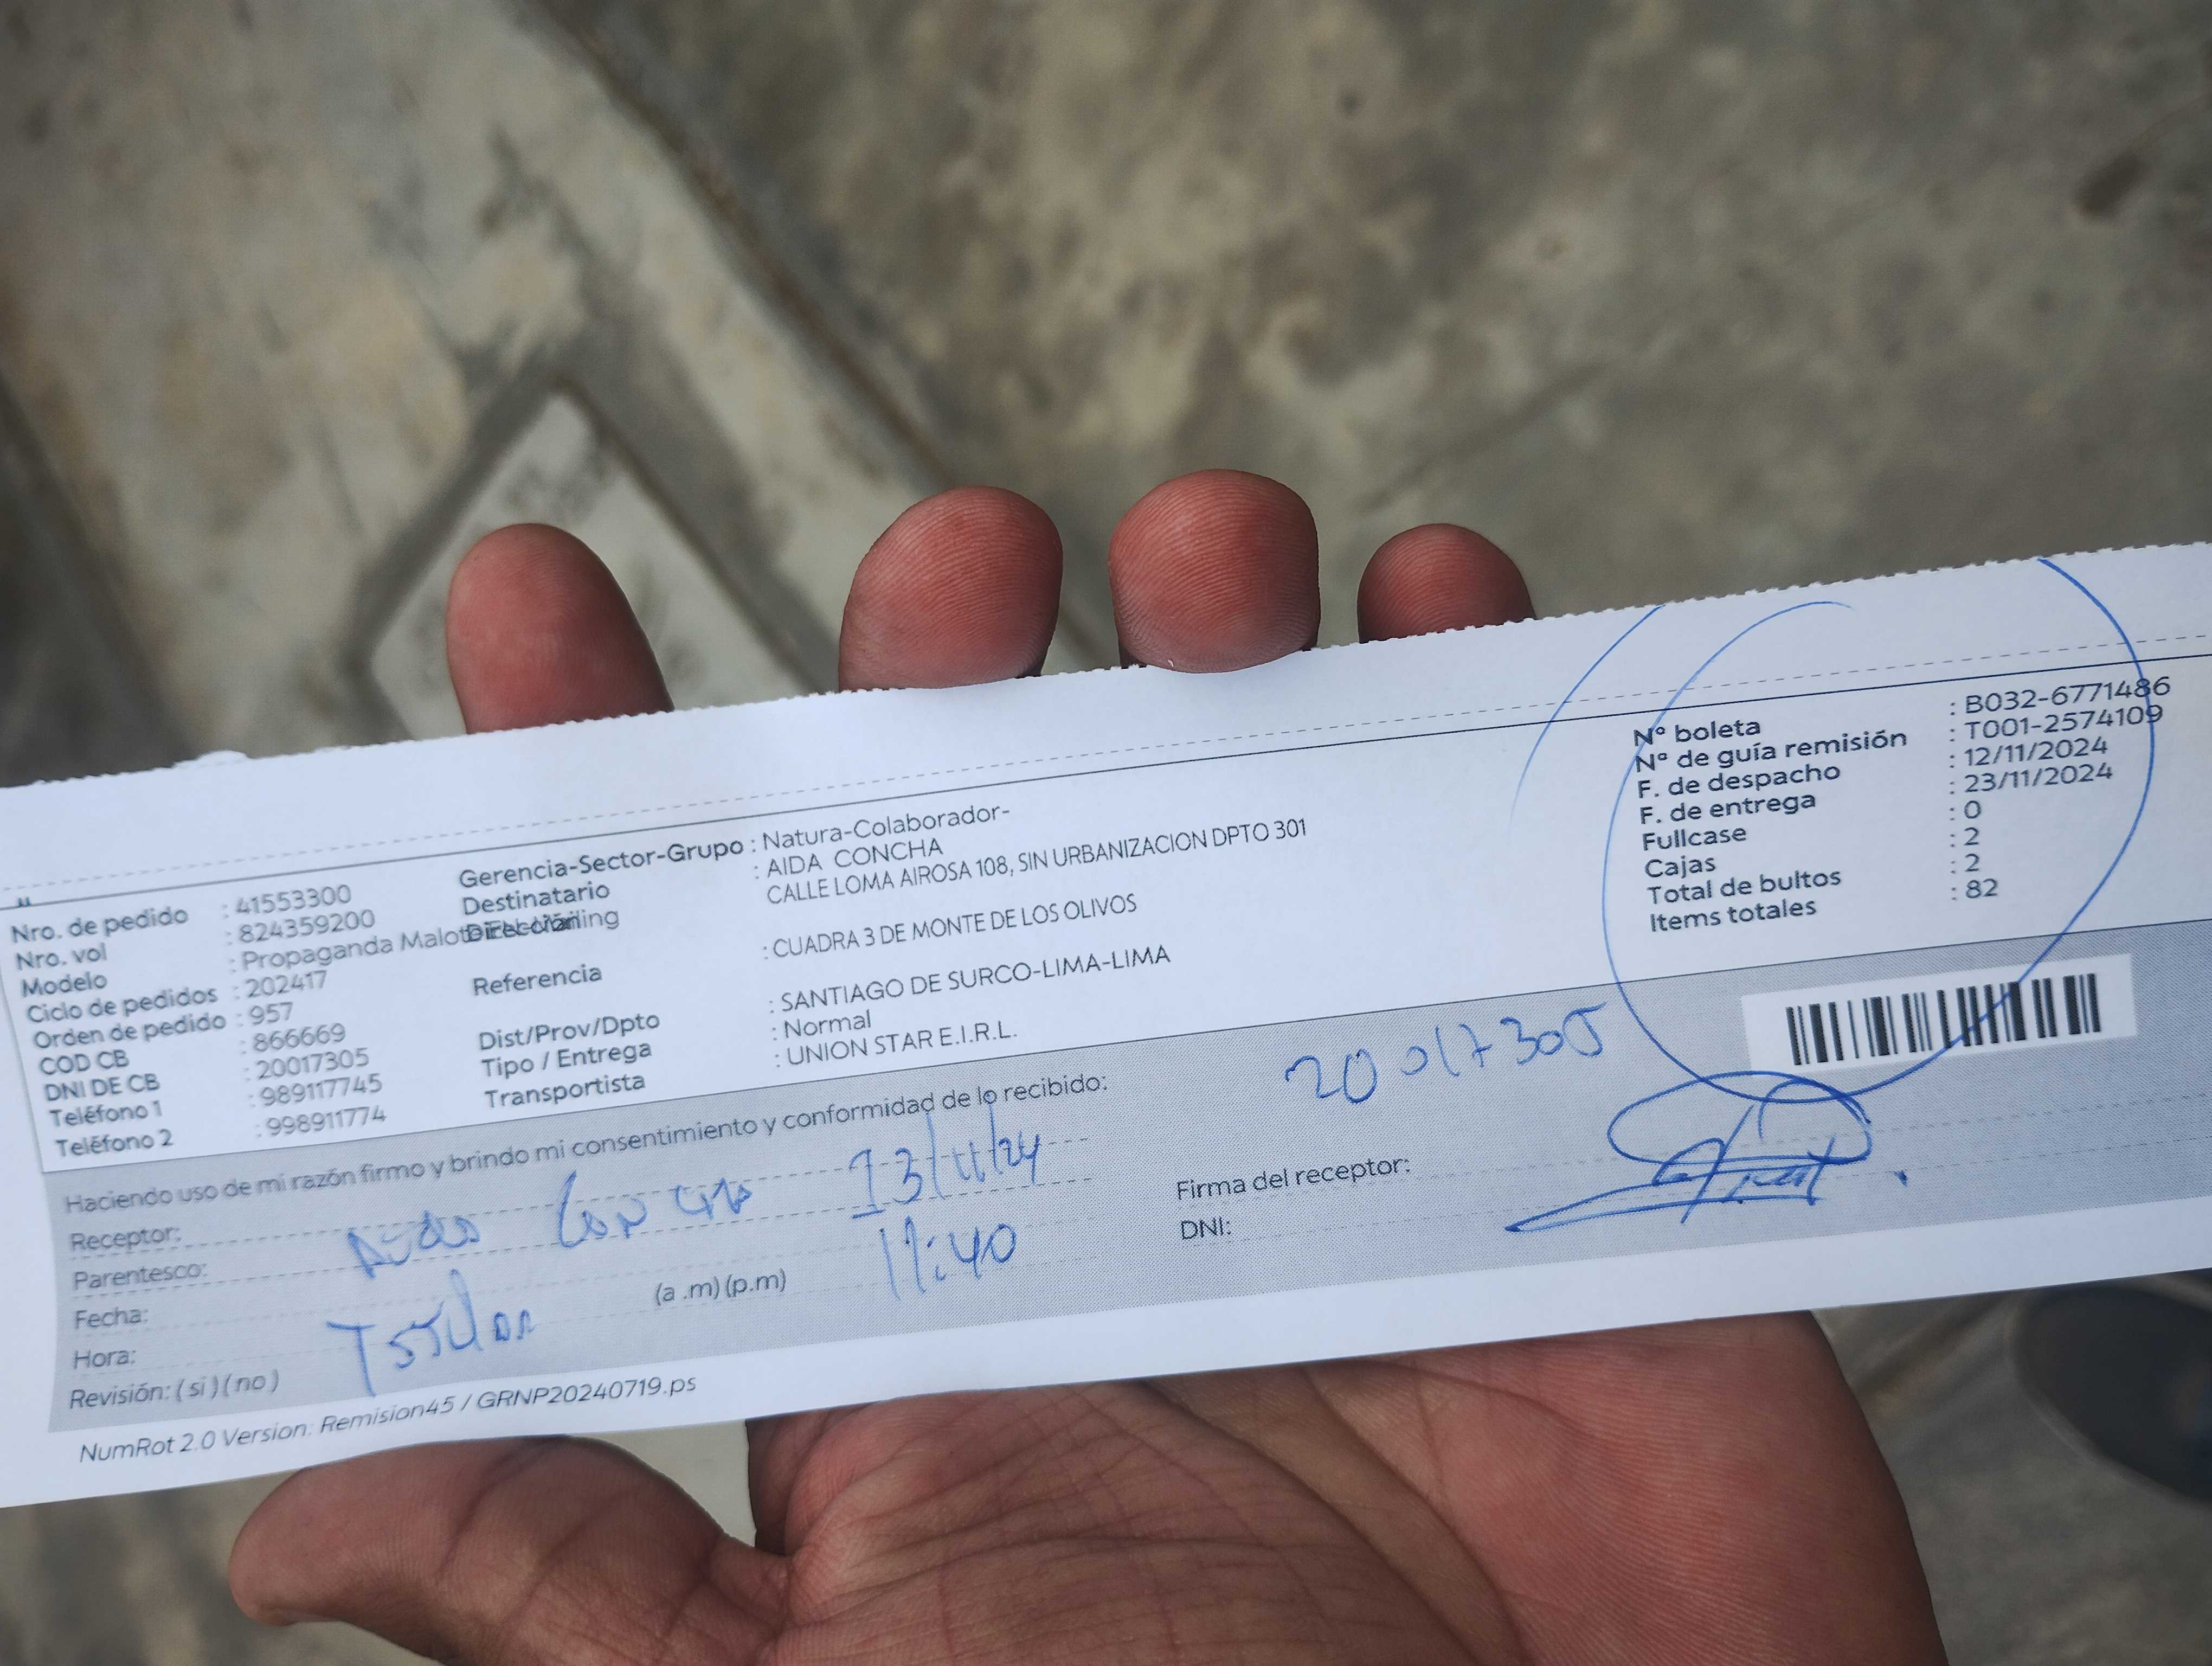 Nro. de pedido : 41553300
Nro. vol : 824359200
Modelo : Propaganda Malote EN-Mailing
Ciclo de pedidos : 202417
Orden de pedido : 957
COD CB : 866669
DNI DE CB : 20017305
Teléfono 1 : 989117745
Teléfono 2 : 998911774
Gerencia-Sector-Grupo : Natura-Colaborador-
Destinatario : AIDA CONCHA
Dirección CALLE LOMA AIROSA 108, SIN URBANIZACION DPTO 301
Referencia : CUADRA 3 DE MONTE DE LOS OLIVOS
Dist/Prov/Dpto : SANTIAGO DE SURCO-LIMA-LIMA
Tipo / Entrega : Normal
Transportista : UNION STAR E.I.R.L.
Nº boleta : B032-6771486
Nº de guía remisión : T001-2574109
F. de despacho : 12/11/2024
F. de entrega : 23/11/2024
Fullcase : 0
Cajas : 2
Total de bultos : 2
Items totales : 82
Haciendo uso de mi razón firmo y brindo mi consentimiento y conformidad de lo recibido:
Receptor: Aida Concha
Parentesco:
Fecha: 13/11/24
Hora: (a .m) (p.m) 11:40
Revisión: ( si ) ( no )
20017305
Firma del receptor:
DNI:
NumRot 2.0 Version: Remision45 / GRNP20240719.ps